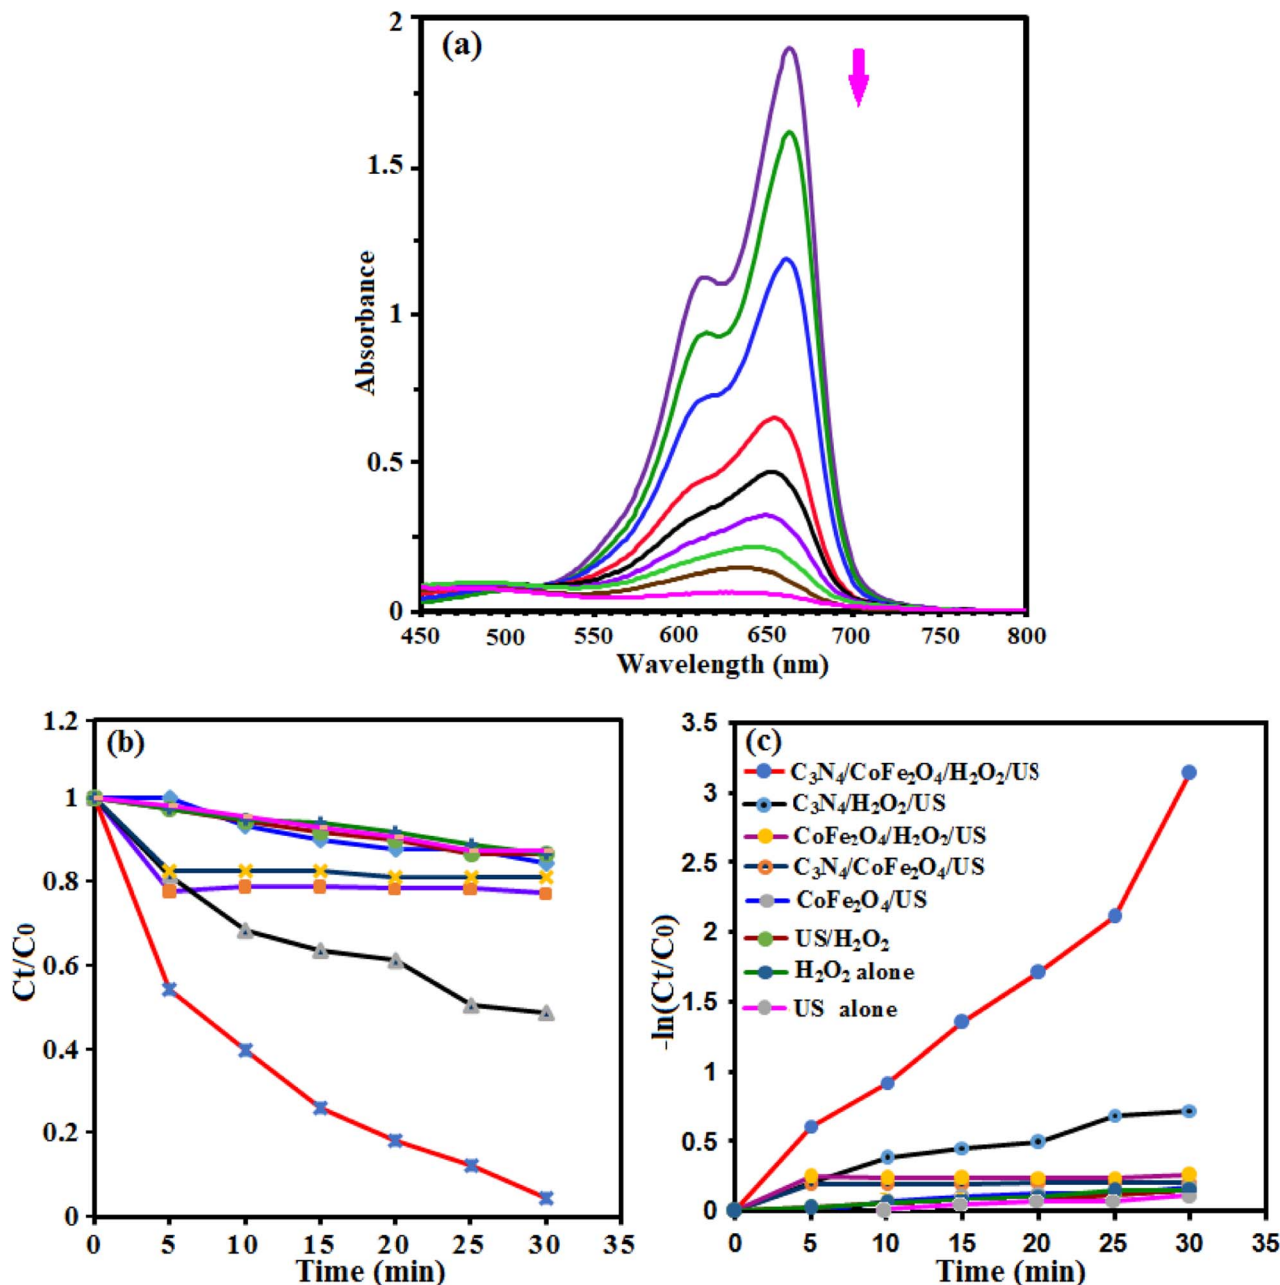 (a)
2
1.5
1
0.5
0
Absorbance
450 500 550 600 650 700 750 800
Wavelength (nm)
(b)
1.2
1
0.8
0.6
0.4
0.2
0
Ct/C0
0 5 10 15 20 25 30 35
Time (min)
(c)
3.5
3
2.5
2
1.5
1
0.5
0
-ln(Ct/C0)
C₃N₄/CoFe₂O₄/H₂O₂/US
C₃N₄/H₂O₂/US
CoFe₂O₄/H₂O₂/US
C₃N₄/CoFe₂O₄/US
CoFe₂O₄/US
US/H₂O₂
H₂O₂ alone
US alone
0 5 10 15 20 25 30 35
Time (min)